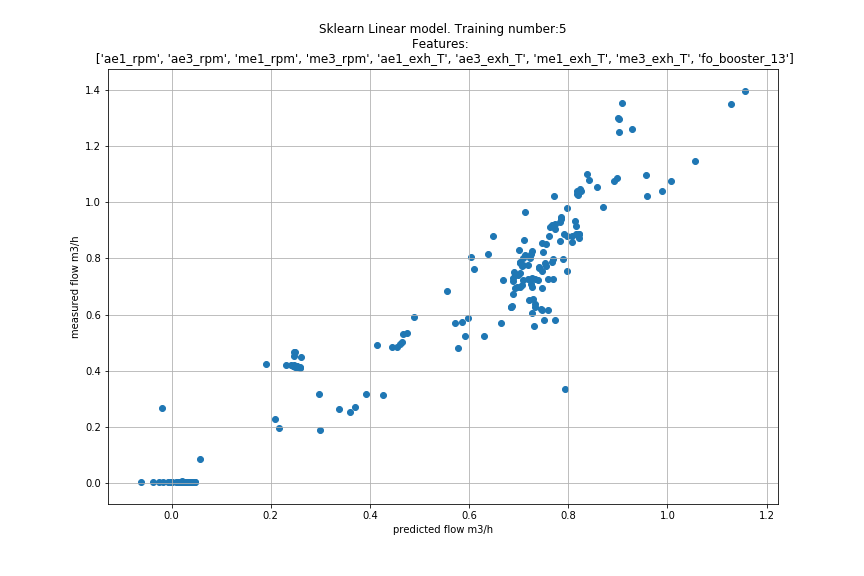 Sklearn Linear model. Training number:5
Features:
['ae1_rpm', 'ae3_rpm', 'me1_rpm', 'me3_rpm', 'ae1_exh_T', 'ae3_exh_T', 'me1_exh_T', 'me3_exh_T', 'fo_booster_13']
measured flow m3/h
1.4
1.2
1.0
0.8
0.6
0.4
0.2
0.0
0.0 0.2 0.4 0.6 0.8 1.0 1.2
predicted flow m3/h